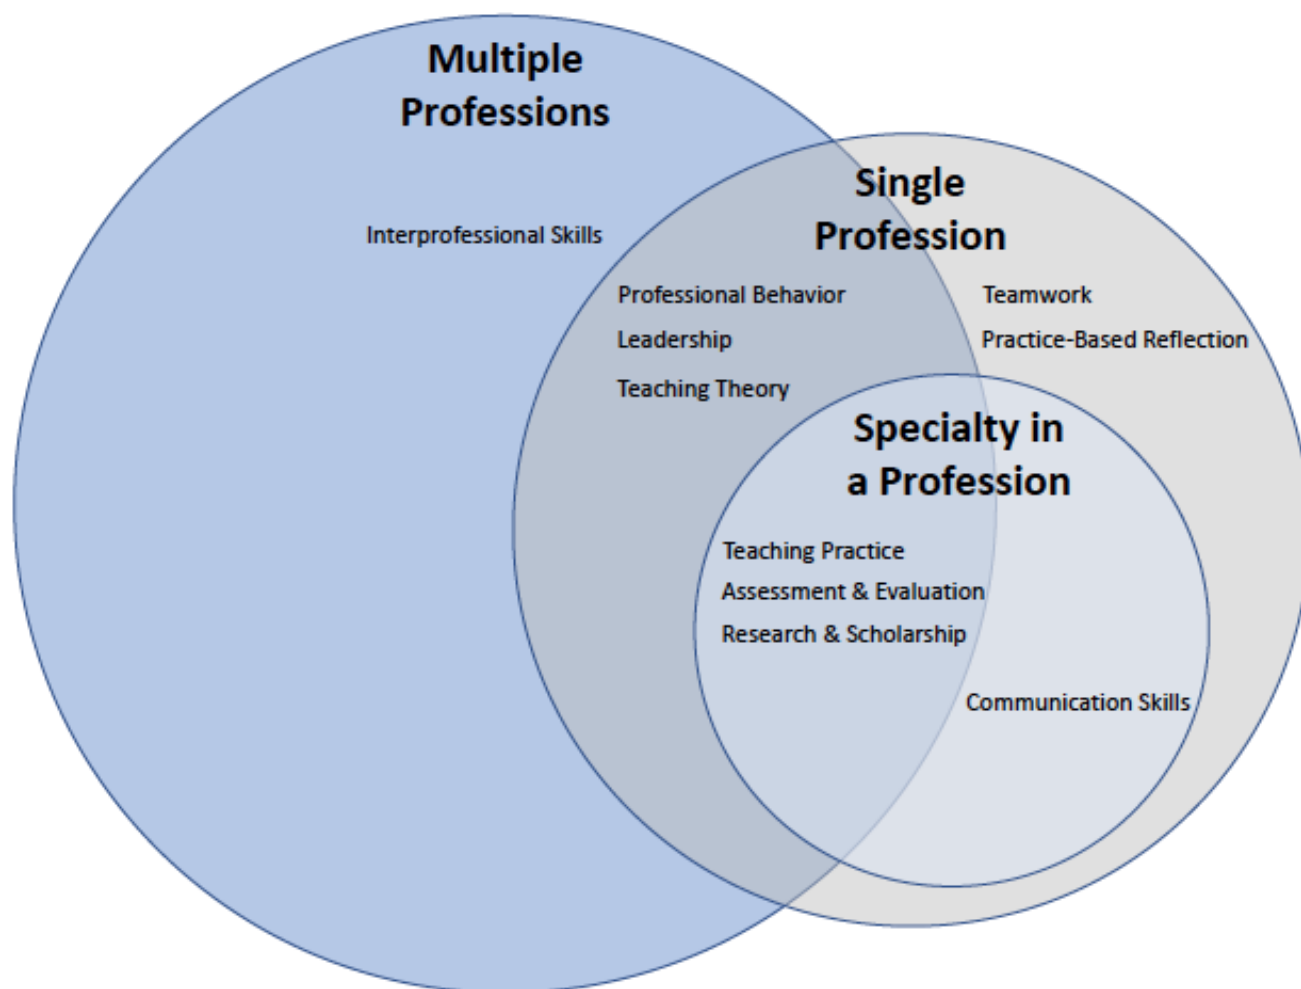 Multiple
Professions
Single
Profession
Interprofessional Skills
Professional Behavior
Leadership
Teaching Theory
Teamwork
Practice-Based Reflection
Specialty in
a Profession
Teaching Practice
Assessment & Evaluation
Research & Scholarship
Communication Skills